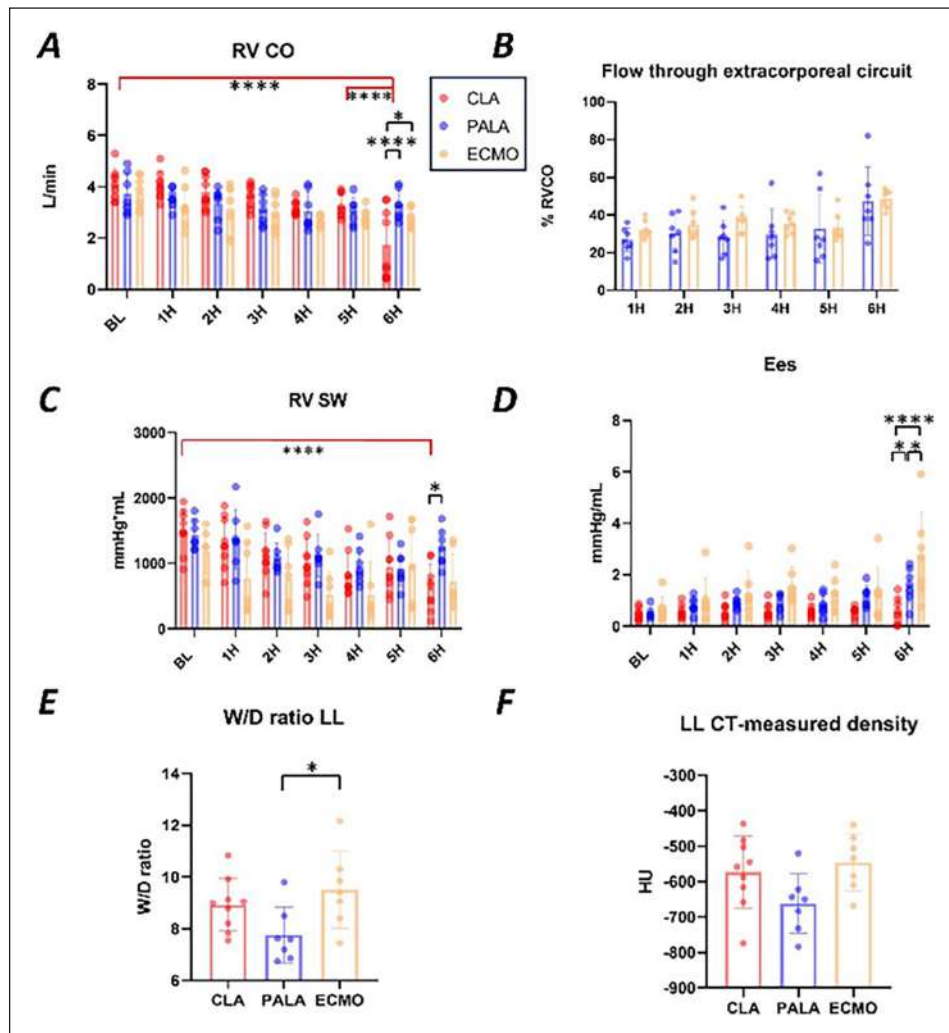 A
RV CO
B
Flow through extracorporeal circuit
L/min
8
6
4
2
0
****
****
*
****
CLA
PALA
ECMO
BL 1H 2H 3H 4H 5H 6H
% RVCO
100
80
60
40
20
0
1H 2H 3H 4H 5H 6H
C
RV SW
D
Ees
mmHg*mL
3000
2000
1000
0
****
*
BL 1H 2H 3H 4H 5H 6H
mmHg/mL
8
6
4
2
0
****
* *
BL 1H 2H 3H 4H 5H 6H
E
W/D ratio LL
F
LL CT-measured density
W/D ratio
14
12
10
8
6
*
CLA PALA ECMO
HU
-300
-400
-500
-600
-700
-800
-900
CLA PALA ECMO